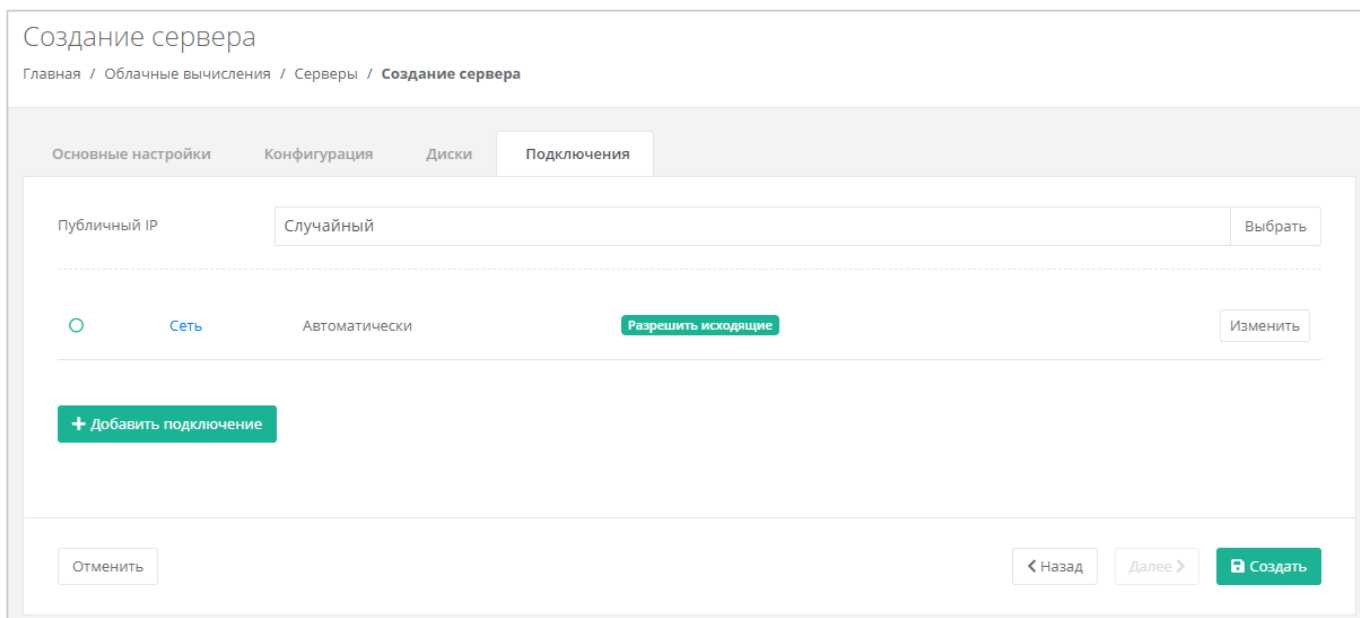 Создание сервера
Главная / Облачные вычисления / Серверы / Создание сервера
Основные настройки Конфигурация Диски Подключения
Публичный IP Случайный Выбрать
Сеть Автоматически Разрешить исходящие Изменить
+ Добавить подключение
Отменить Назад Далее Создать